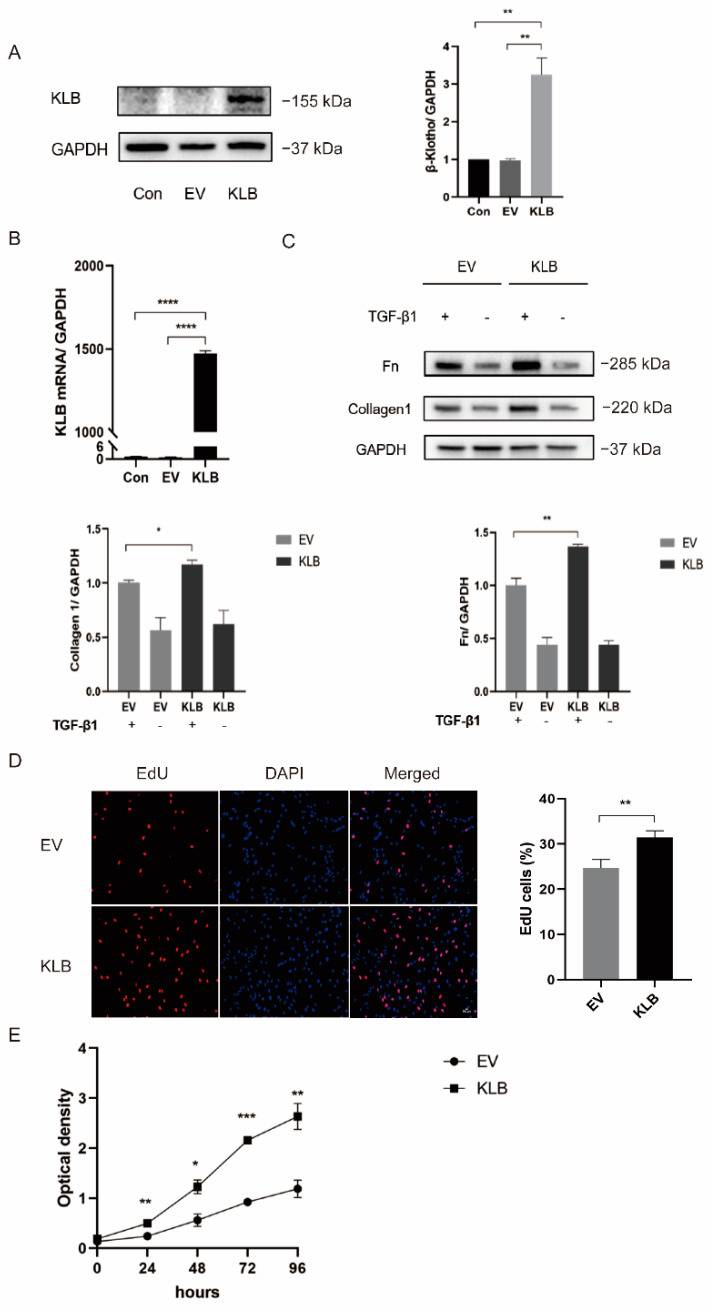 A
KLB
−155 kDa
GAPDH
−37 kDa
Con EV KLB
** 
**
β-Klotho/ GAPDH
4
3
2
1
0
Con EV KLB
B
KLB mRNA/ GAPDH
2000
1500
1000
6
0
****
****
Con EV KLB
C
EV KLB
TGF-β1 + - + -
Fn −285 kDa
Collagen1 −220 kDa
GAPDH −37 kDa
Collagen 1/ GAPDH
1.5
1.0
0.5
0.0
*
EV
KLB
EV EV KLB KLB
TGF-β1 + - + -
Fn/ GAPDH
1.5
1.0
0.5
0.0
**
EV
KLB
EV EV KLB KLB
TGF-β1 + - + -
D
EdU DAPI Merged
EV
KLB
EdU cells (%)
40
30
20
10
0
**
EV KLB
E
Optical density
4
3
2
1
0
** * *** **
0 24 48 72 96
hours
EV
KLB